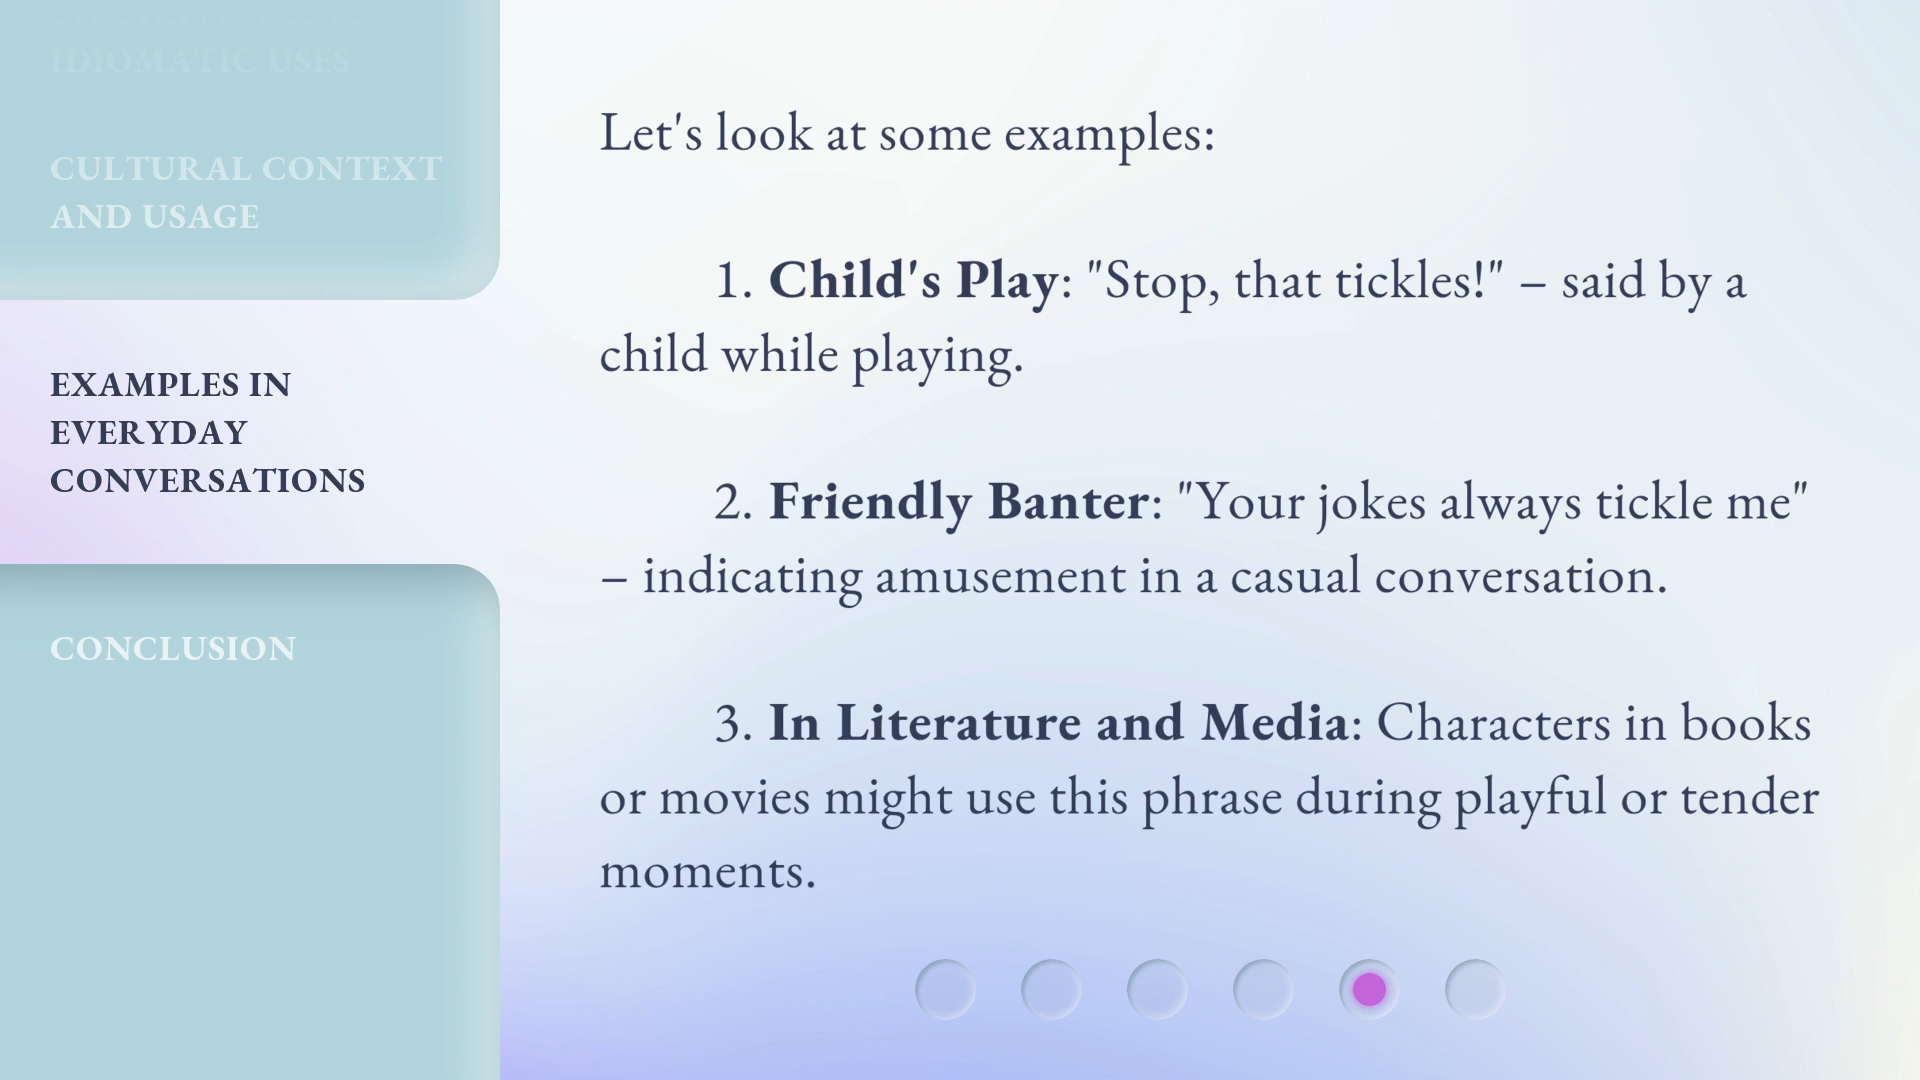 IDIOMATIC USES
CULTURAL CONTEXT
AND USAGE
EXAMPLES IN
EVERYDAY
CONVERSATIONS
CONCLUSION
Let's look at some examples:
1. Child's Play: "Stop, that tickles!" – said by a
child while playing.
2. Friendly Banter: "Your jokes always tickle me"
– indicating amusement in a casual conversation.
3. In Literature and Media: Characters in books
or movies might use this phrase during playful or tender
moments.